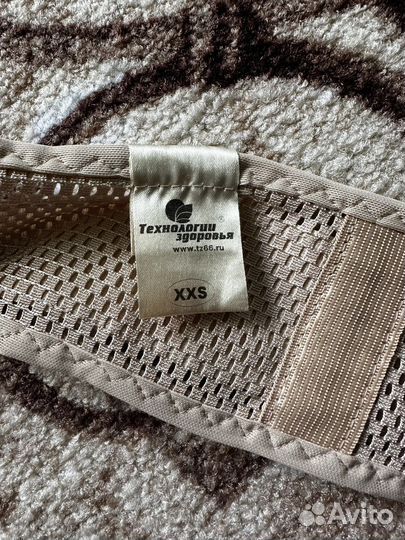 Технологии
здоровья
®
www.tz66.ru
XXS
Avito